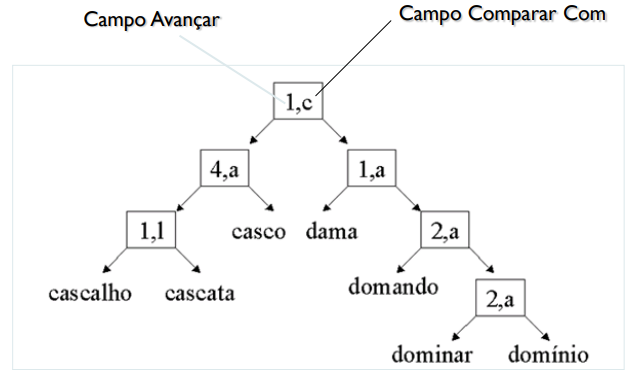 Campo Avançar
Campo Comparar Com
1,c
4,a
1,a
1,l
casco
dama
2,a
cascalho
cascata
domando
2,a
dominar
domínio